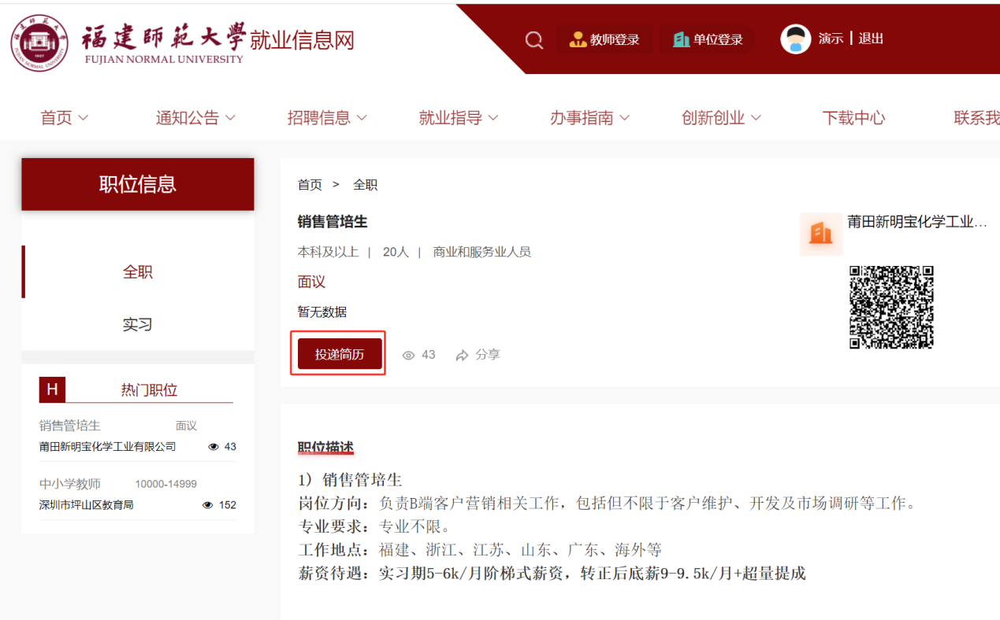 福建師範大學就业信息网
FUJIAN NORMAL UNIVERSITY
教师登录
单位登录
演示 | 退出
首页
通知公告
招聘信息
就业指导
办事指南
创新创业
下载中心
联系我
职位信息
全职
实习
H 热门职位
销售管培生 面议
莆田新明宝化学工业有限公司 43
中小学教师 10000-14999
深圳市坪山区教育局 152
首页 > 全职
销售管培生
本科及以上 | 20人 | 商业和服务业人员
面议
暂无数据
投递简历 43 分享
莆田新明宝化学工业…
职位描述
1) 销售管培生
岗位方向：负责B端客户营销相关工作，包括但不限于客户维护、开发及市场调研等工作。
专业要求：专业不限。
工作地点：福建、浙江、江苏、山东、广东、海外等
薪资待遇：实习期5-6k/月阶梯式薪资，转正后底薪9-9.5k/月+超量提成